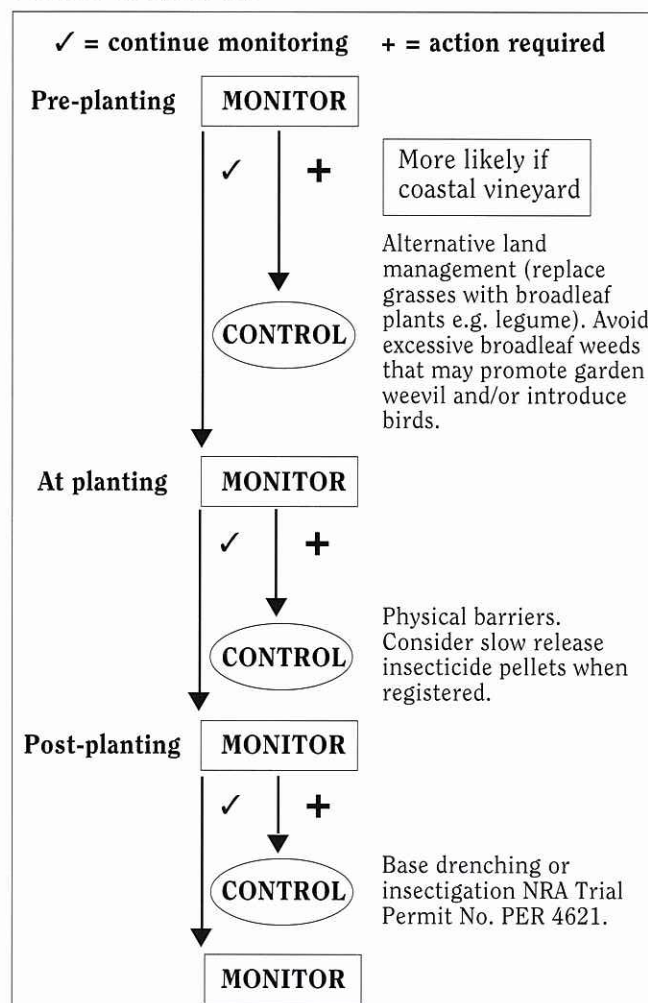 ✓ = continue monitoring + = action required
Pre-planting MONITOR
✓ +
More likely if
coastal vineyard
Alternative land
management (replace
grasses with broadleaf
plants e.g. legume). Avoid
excessive broadleaf weeds
that may promote garden
weevil and/or introduce
birds.
CONTROL
At planting MONITOR
✓ +
Physical barriers.
Consider slow release
insecticide pellets when
registered.
CONTROL
Post-planting MONITOR
✓ +
Base drenching or
insectigation NRA Trial
Permit No. PER 4621.
CONTROL
MONITOR